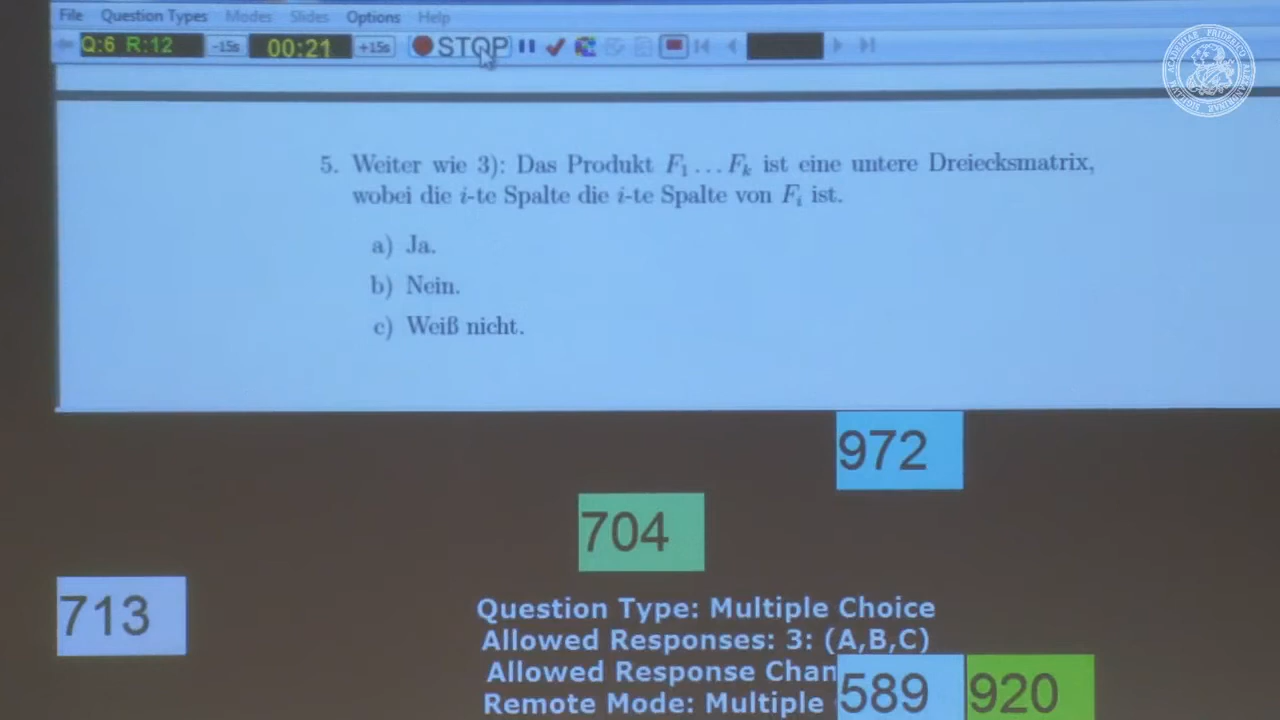 File Question Types Modes Slides Options Help
Q:6 R:12 -15s 00:21 +15s STOP
5. Weiter wie 3): Das Produkt F₁ … Fₖ ist eine untere Dreiecksmatrix,
wobei die i-te Spalte die i-te Spalte von Fᵢ ist.
a) Ja.
b) Nein.
c) Weiß nicht.
972
704
713
Question Type: Multiple Choice
Allowed Responses: 3: (A,B,C)
Allowed Response Chan
Remote Mode: Multiple
589
920